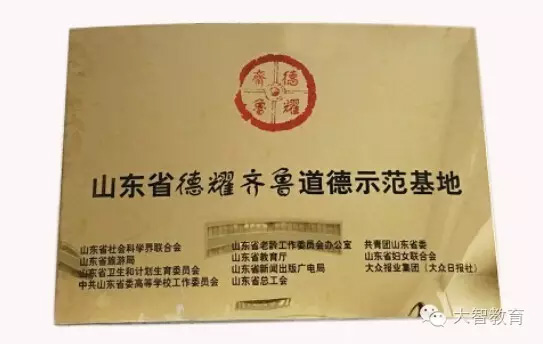 德耀
齐鲁
山东省德耀齐鲁道德示范基地
山东省社会科学界联合会
山东省旅游局
山东省卫生和计划生育委员会
中共山东省委高等学校工作委员会
山东省老龄工作委员会办公室
山东省教育厅
山东省新闻出版广电局
山东省总工会
共青团山东省委
山东省妇女联合会
大众报业集团（大众日报社）
大智教育